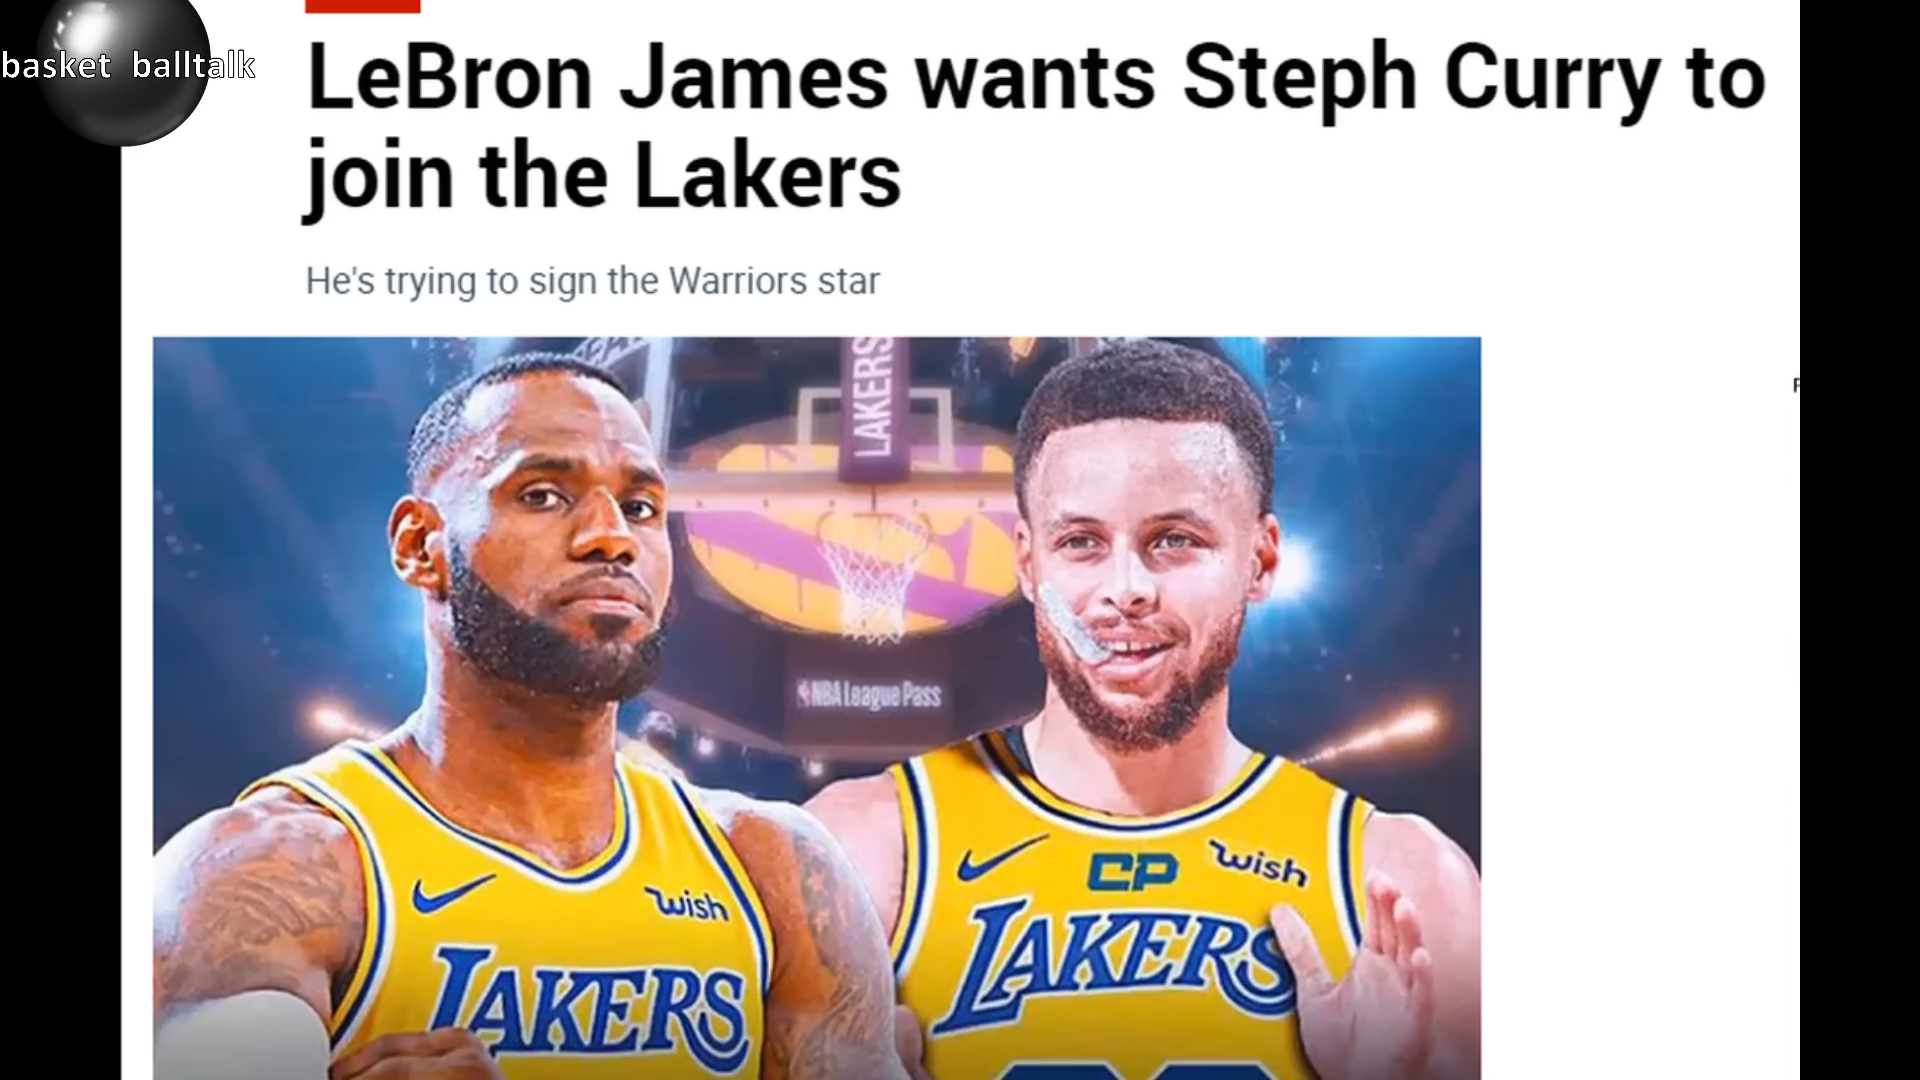 basket balltalk
LeBron James wants Steph Curry to
join the Lakers
He's trying to sign the Warriors star
LAKERS
NBA League Pass
wish
CP
wish
LAKERS
LAKERS